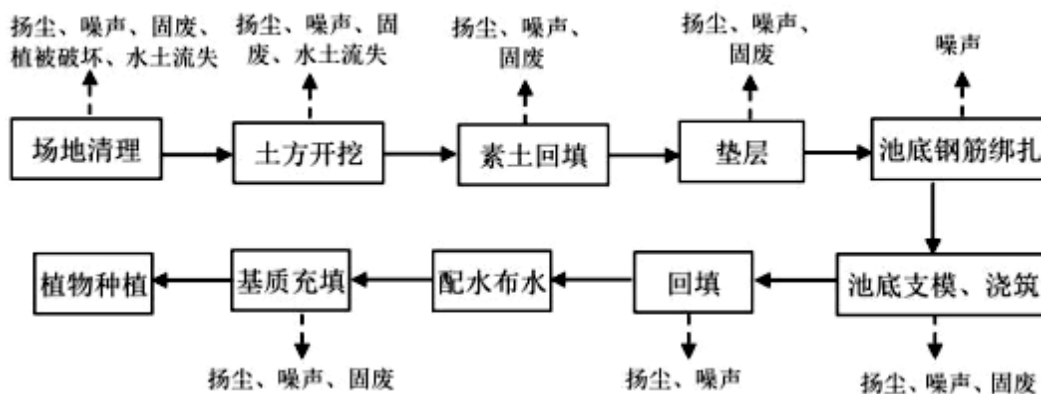 扬尘、噪声、固废、
植被破坏、水土流失
扬尘、噪声、固
废、水土流失
扬尘、噪声、
固废
扬尘、噪声、
固废
噪声
场地清理
土方开挖
素土回填
垫层
池底钢筋绑扎
植物种植
基质充填
配水布水
回填
池底支模、浇筑
扬尘、噪声、固废
扬尘、噪声
扬尘、噪声、固废